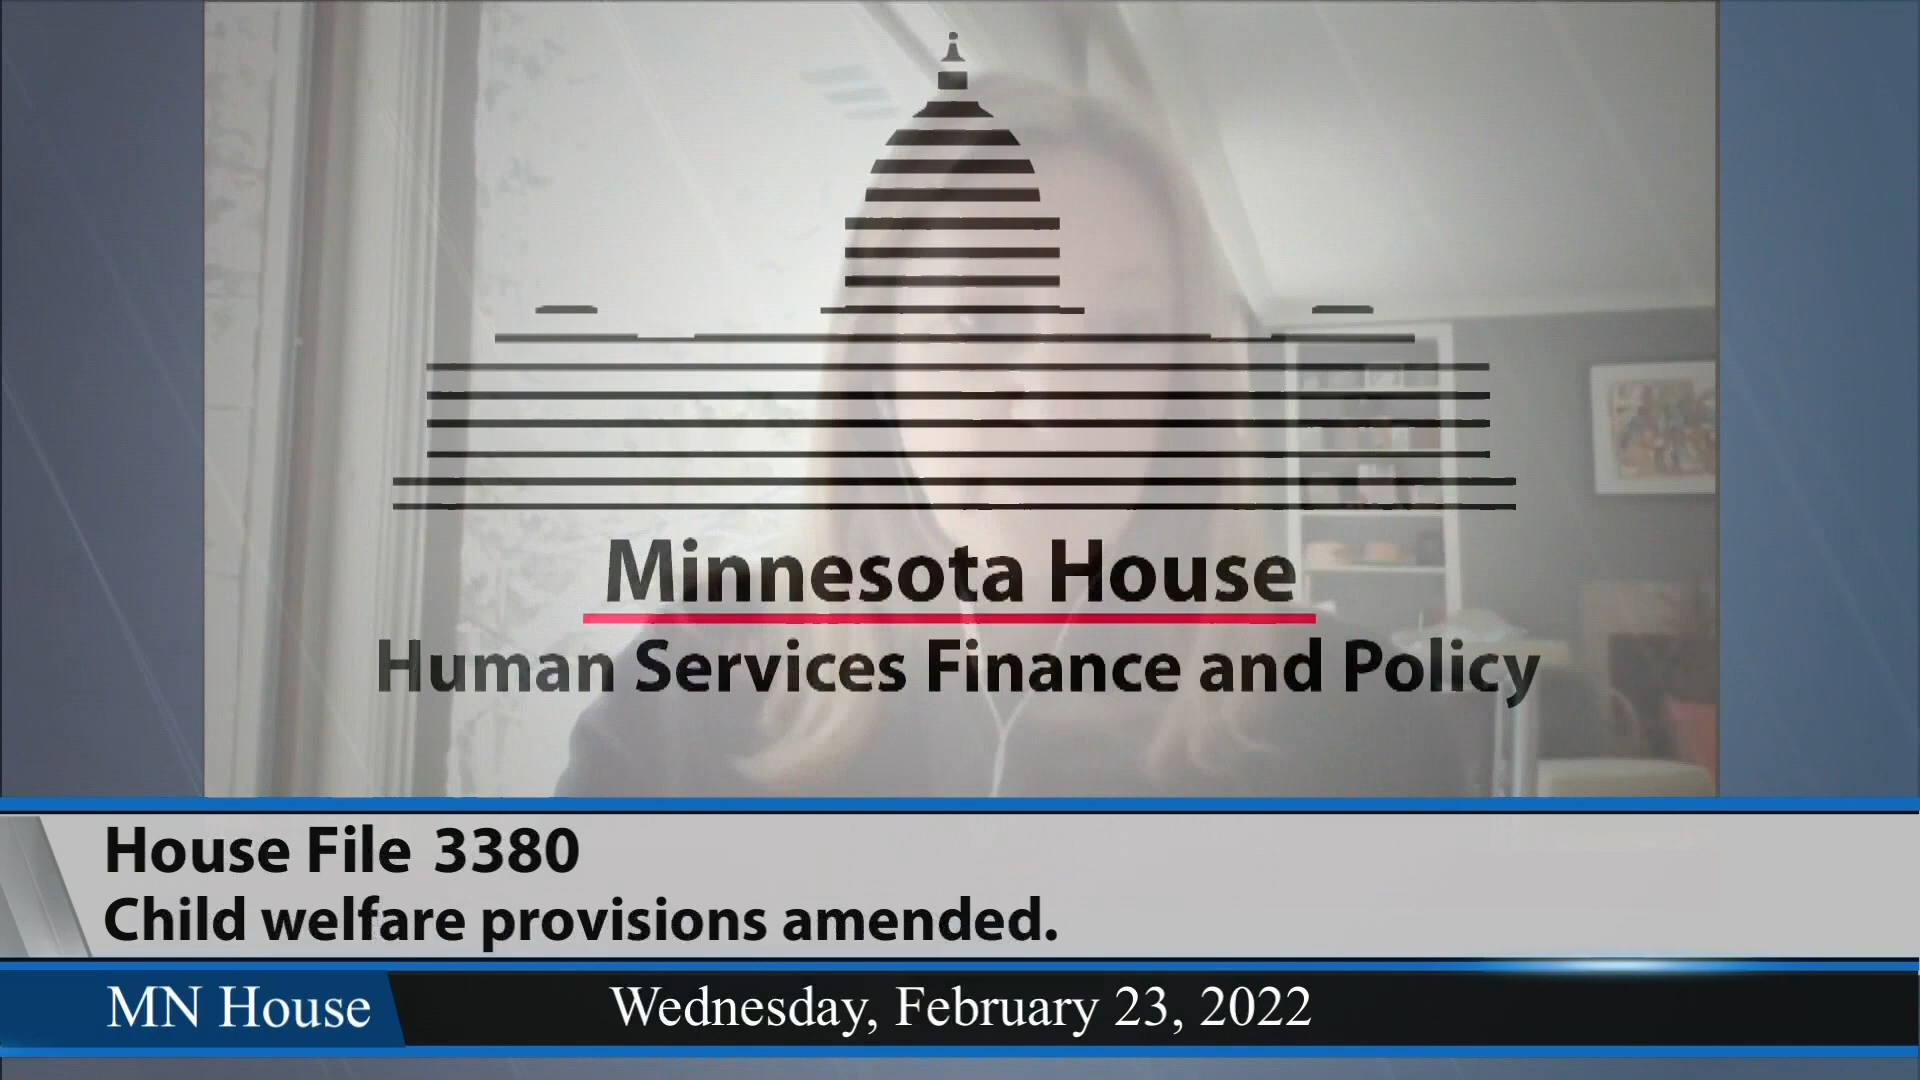 Minnesota House
Human Services Finance and Policy
House File 3380
Child welfare provisions amended.
MN House
Wednesday, February 23, 2022